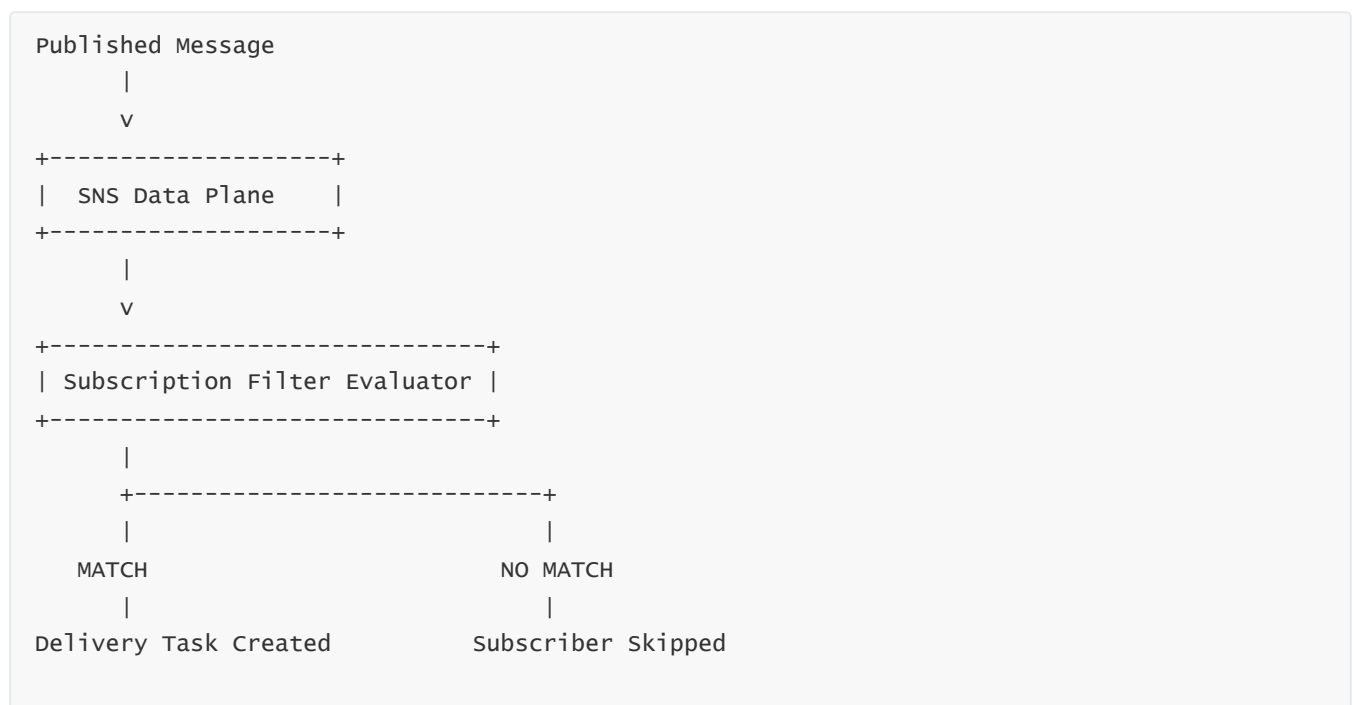 Published Message
|
v
+--------------------+
|  SNS Data Plane    |
+--------------------+
|
v
+-------------------------------+
| Subscription Filter Evaluator |
+-------------------------------+
|
+-----------------------------+
|                             |
MATCH                         NO MATCH
|                             |
Delivery Task Created          Subscriber Skipped